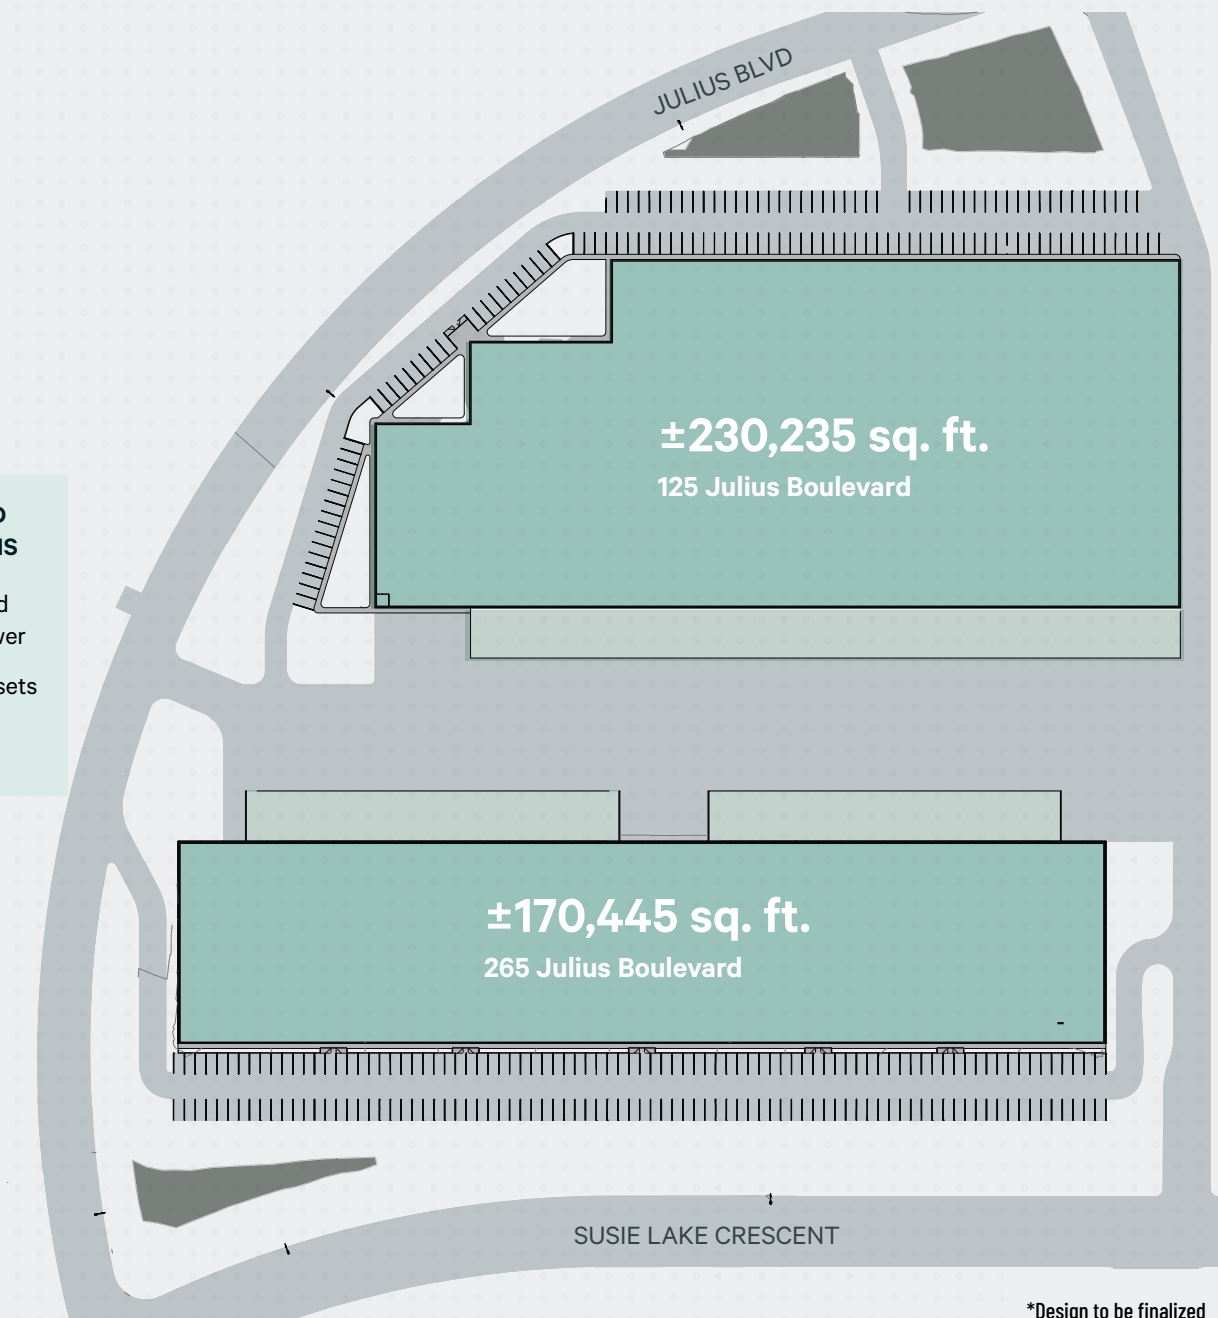 JULIUS BLVD
±230,235 sq. ft.
125 Julius Boulevard
sets
±170,445 sq. ft.
265 Julius Boulevard
SUSIE LAKE CRESCENT
*Design to be finalized